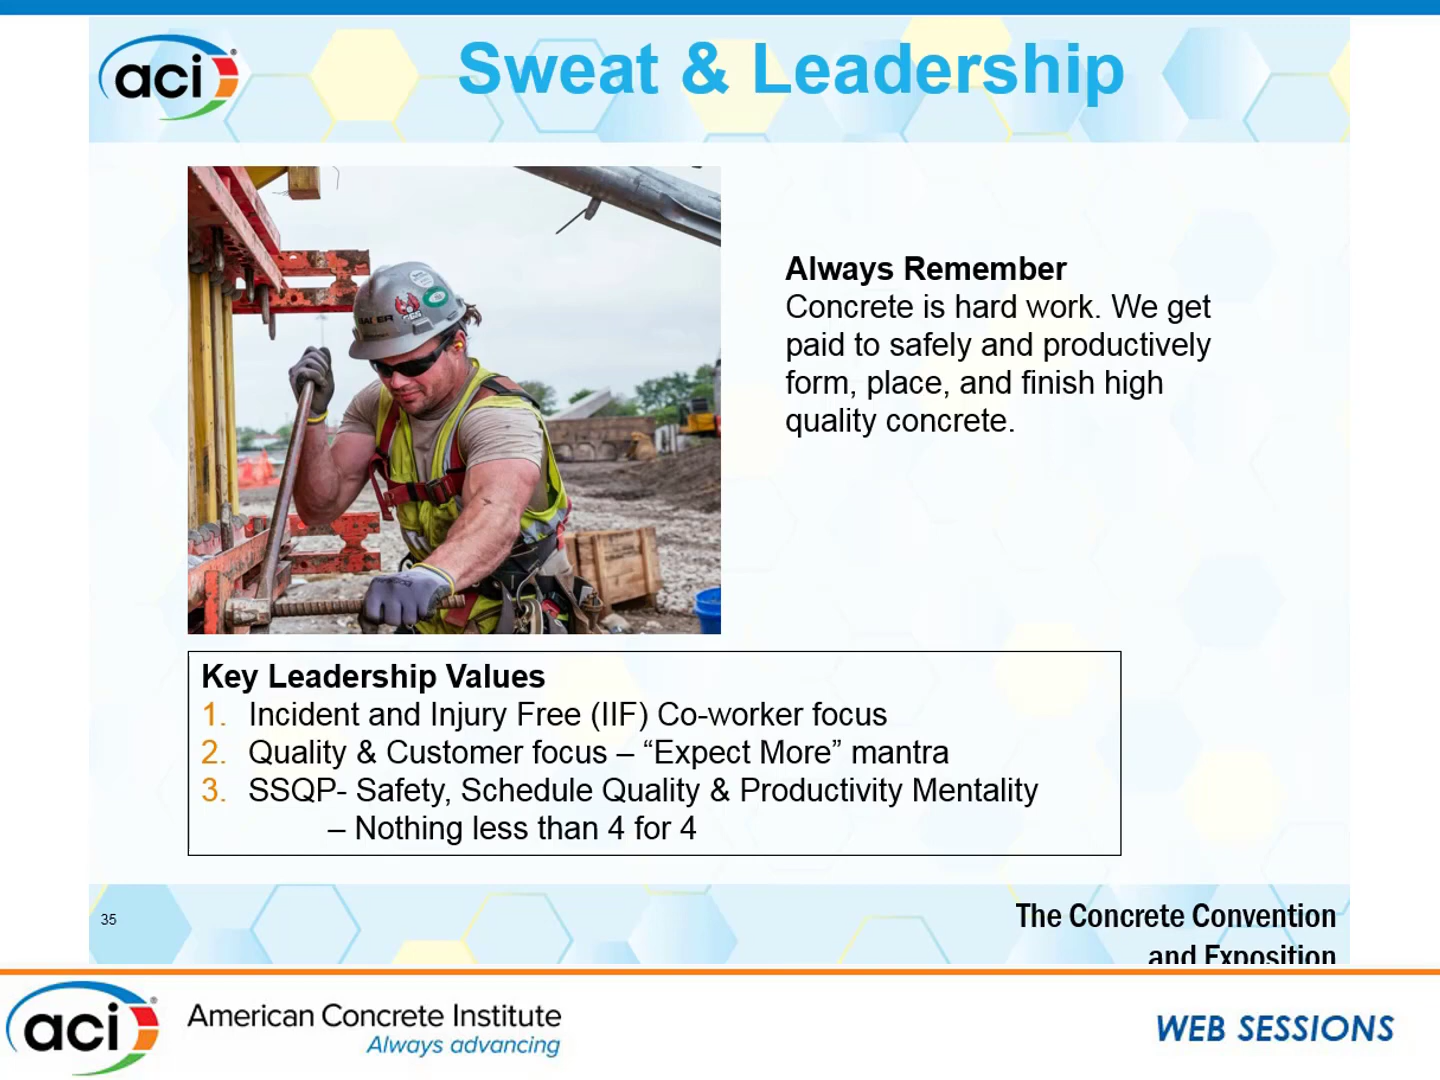 aci
Sweat & Leadership
Always Remember
Concrete is hard work. We get
paid to safely and productively
form, place, and finish high
quality concrete.
Key Leadership Values
1. Incident and Injury Free (IIF) Co-worker focus
2. Quality & Customer focus – “Expect More” mantra
3. SSQP- Safety, Schedule Quality & Productivity Mentality
– Nothing less than 4 for 4
35
The Concrete Convention
and Exposition
aci
American Concrete Institute
Always advancing
WEB SESSIONS